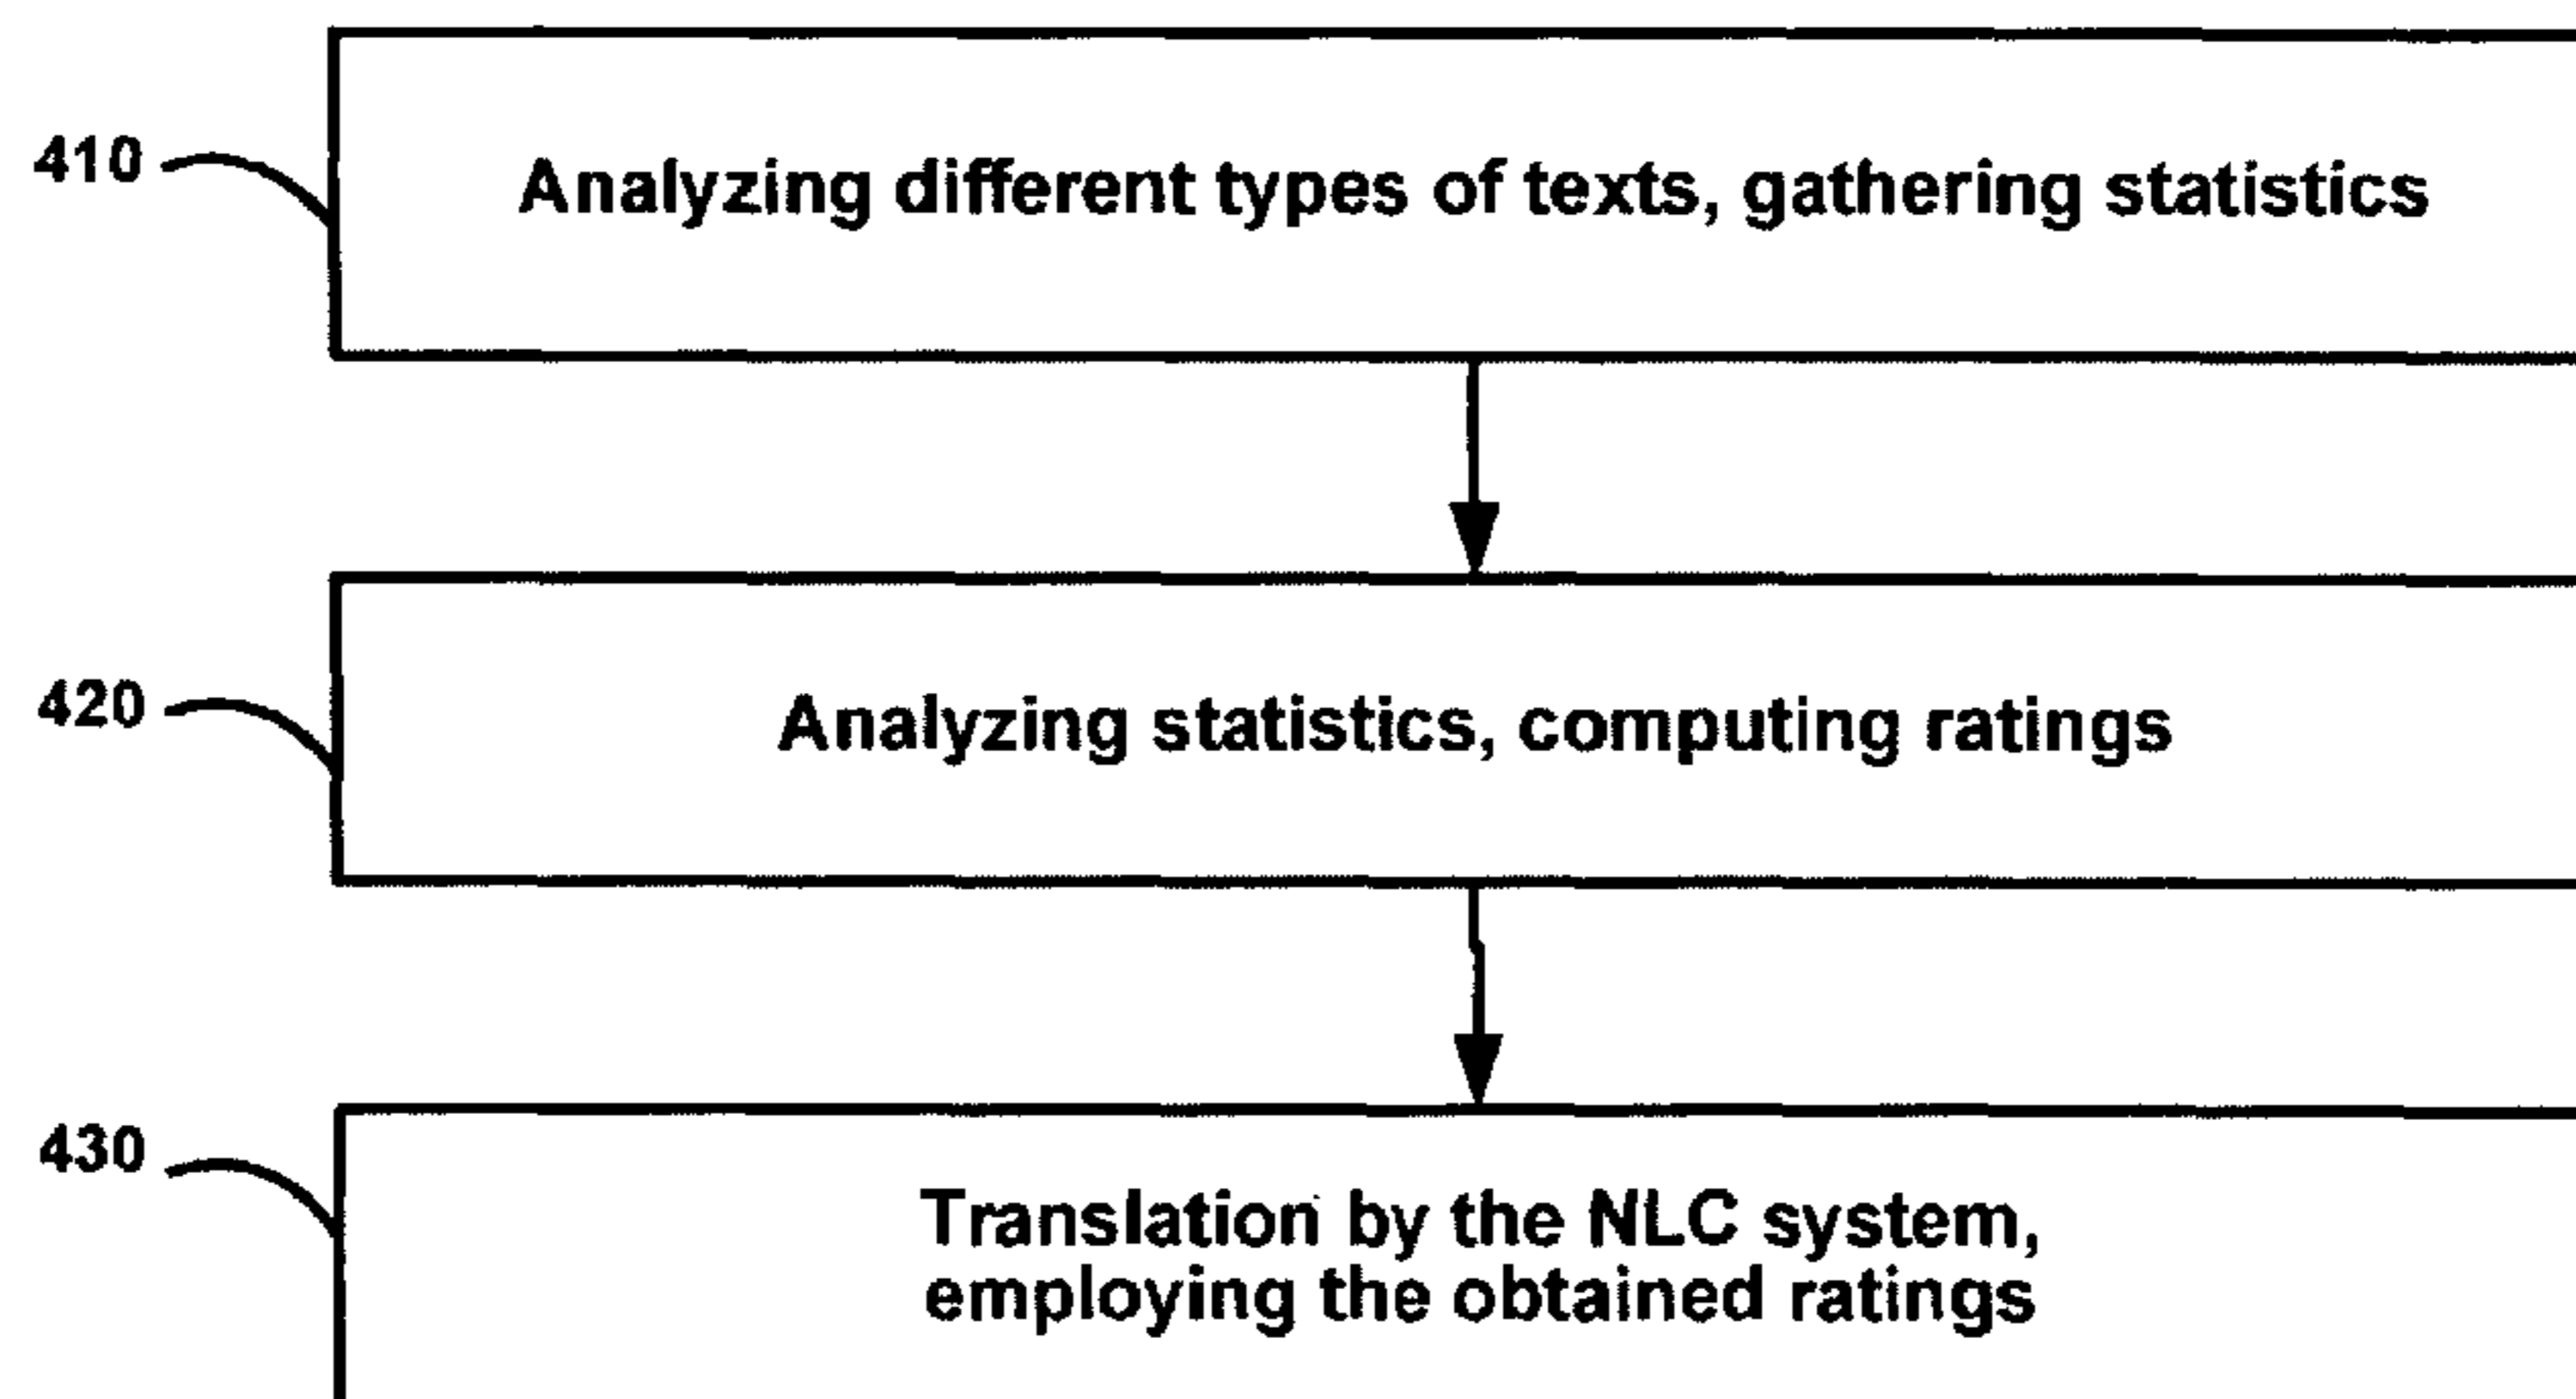 410
Analyzing different types of texts, gathering statistics
420
Analyzing statistics, computing ratings
430
Translation by the NLC system,
employing the obtained ratings